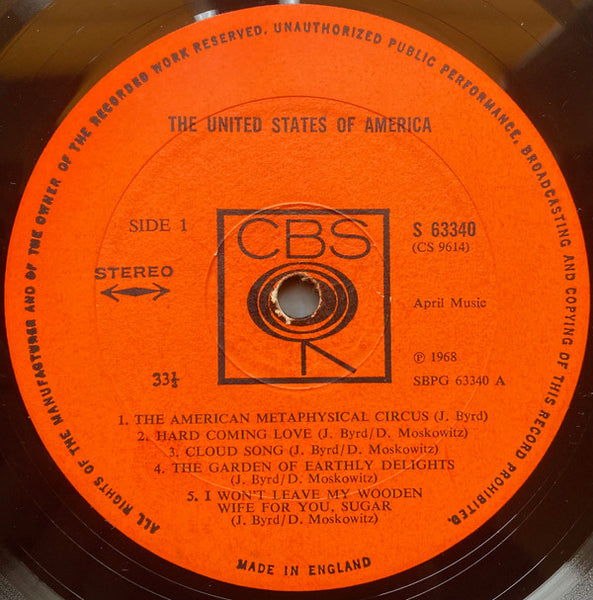 ALL RIGHTS OF THE MANUFACTURER AND OF THE OWNER OF THE RECORDED WORK RESERVED. UNAUTHORIZED PUBLIC PERFORMANCE, BROADCASTING AND COPYING OF THIS RECORD PROHIBITED.
THE UNITED STATES OF AMERICA
SIDE 1
STEREO
33⅓
CBS
S 63340
(CS 9614)
April Music
℗ 1968
SBPG 63340 A
1. THE AMERICAN METAPHYSICAL CIRCUS (J. Byrd)
2. HARD COMING LOVE (J. Byrd/D. Moskowitz)
3. CLOUD SONG (J. Byrd/D. Moskowitz)
4. THE GARDEN OF EARTHLY DELIGHTS
(J. Byrd/D. Moskowitz)
5. I WON'T LEAVE MY WOODEN
WIFE FOR YOU, SUGAR
(J. Byrd/D. Moskowitz)
MADE IN ENGLAND